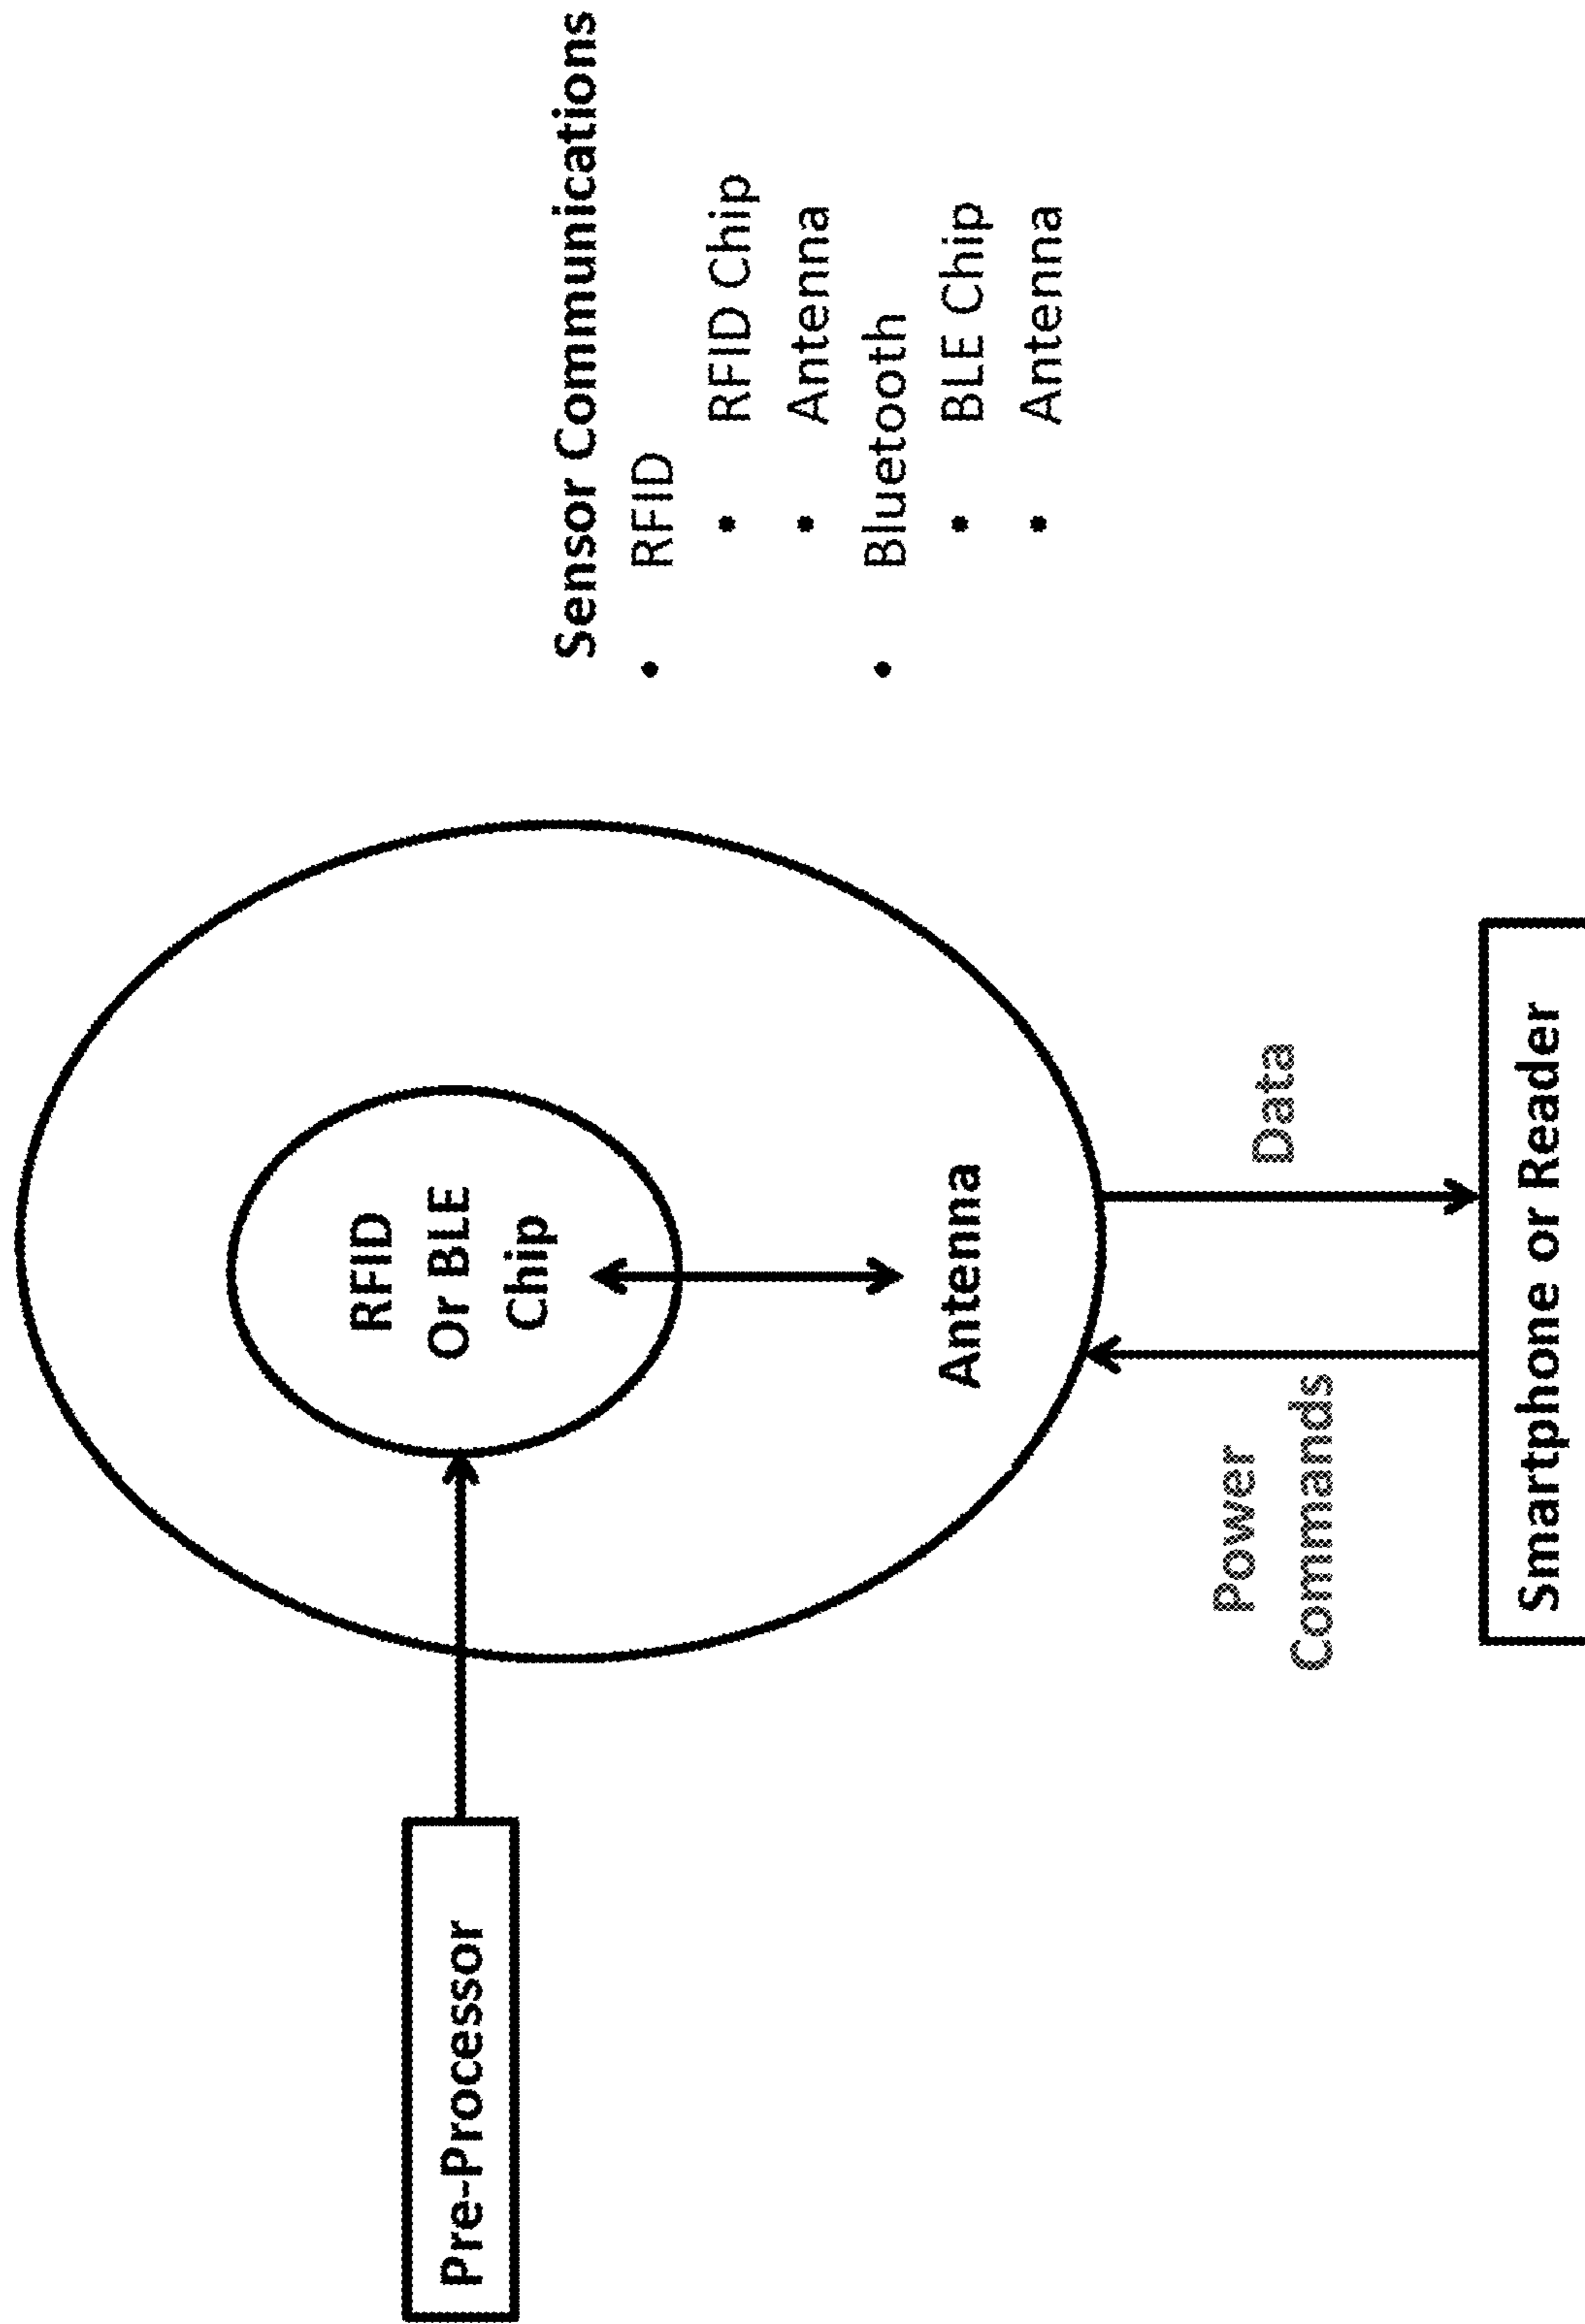 Pre-Processor
RFID
Or BLE
Chip
Antenna
Power
Commands
Data
Smartphone or Reader
Sensor Communications
• RFID
• RFID Chip
• Antenna
• Bluetooth
• BLE Chip
• Antenna